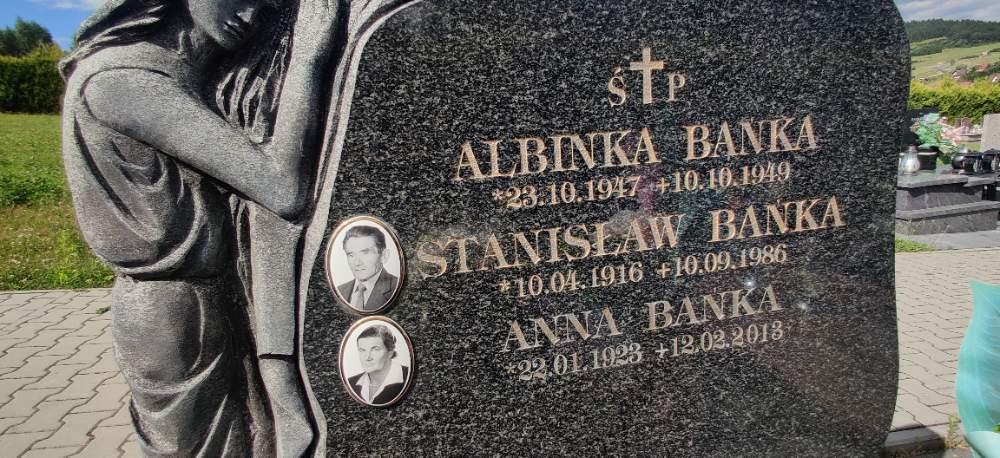 Ś P
ALBINKA BANKA
*23.10.1947 +10.10.1949
STANISŁAW BANKA
*10.04.1916 +10.09.1986
ANNA BANKA
*22.01.1923 +12.02.2013